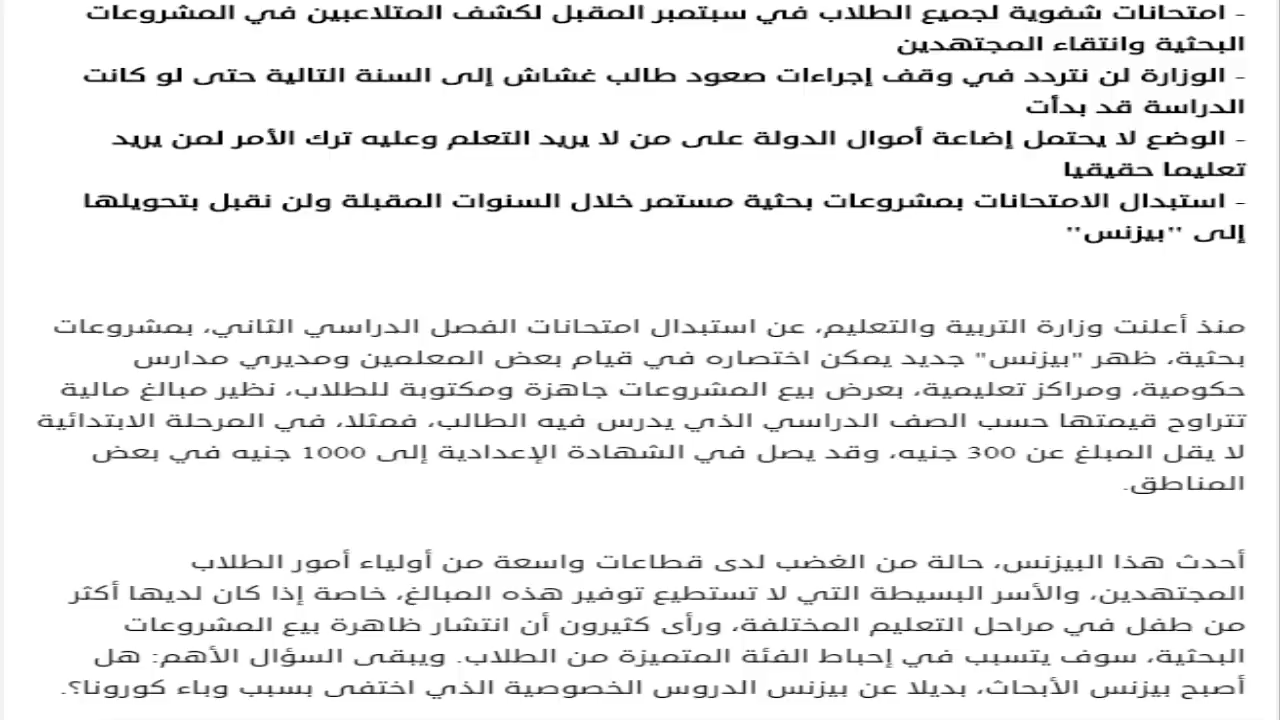 - امتحانات شفوية لجميع الطلاب في سبتمبر المقبل لكشف المتلاعبين في المشروعات
البحثية وانتقاء المجتهدين
- الوزارة لن نتردد في وقف إجراءات صعود طالب غشاش إلى السنة التالية حتى لو كانت
الدراسة قد بدأت
- الوضع لا يحتمل إضاعة أموال الدولة على من لا يريد التعلم وعليه ترك الأمر لمن يريد
تعليما حقيقيا
- استبدال الامتحانات بمشروعات بحثية مستمر خلال السنوات المقبلة ولن نقبل بتحويلها
إلى "بيزنس"
منذ أعلنت وزارة التربية والتعليم، عن استبدال امتحانات الفصل الدراسي الثاني، بمشروعات
بحثية، ظهر "بيزنس" جديد يمكن اختصاره في قيام بعض المعلمين ومديري مدارس
حكومية، ومراكز تعليمية، بعرض بيع المشروعات جاهزة ومكتوبة للطلاب، نظير مبالغ مالية
تتراوح قيمتها حسب الصف الدراسي الذي يدرس فيه الطالب، فمثلا، في المرحلة الابتدائية
لا يقل المبلغ عن 300 جنيه، وقد يصل في الشهادة الإعدادية إلى 1000 جنيه في بعض
المناطق.
أحدث هذا البيزنس، حالة من الغضب لدى قطاعات واسعة من أولياء أمور الطلاب
المجتهدين، والأسر البسيطة التي لا تستطيع توفير هذه المبالغ، خاصة إذا كان لديها أكثر
من طفل في مراحل التعليم المختلفة، ورأى كثيرون أن انتشار ظاهرة بيع المشروعات
البحثية، سوف يتسبب في إحباط الفئة المتميزة من الطلاب. ويبقى السؤال الأهم: هل
أصبح بيزنس الأبحاث، بديلا عن بيزنس الدروس الخصوصية الذي اختفى بسبب وباء كورونا؟.